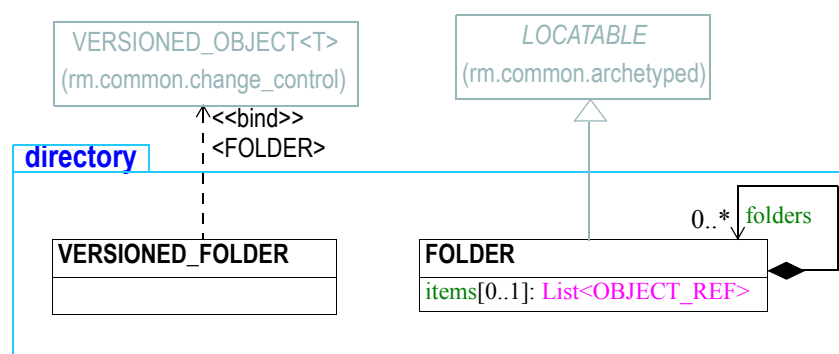 VERSIONED_OBJECT<T>
(rm.common.change_control)
LOCATABLE
(rm.common.archetyped)
<<bind>>
<FOLDER>
directory
0..* folders
VERSIONED_FOLDER
FOLDER
items[0..1]: List<OBJECT_REF>